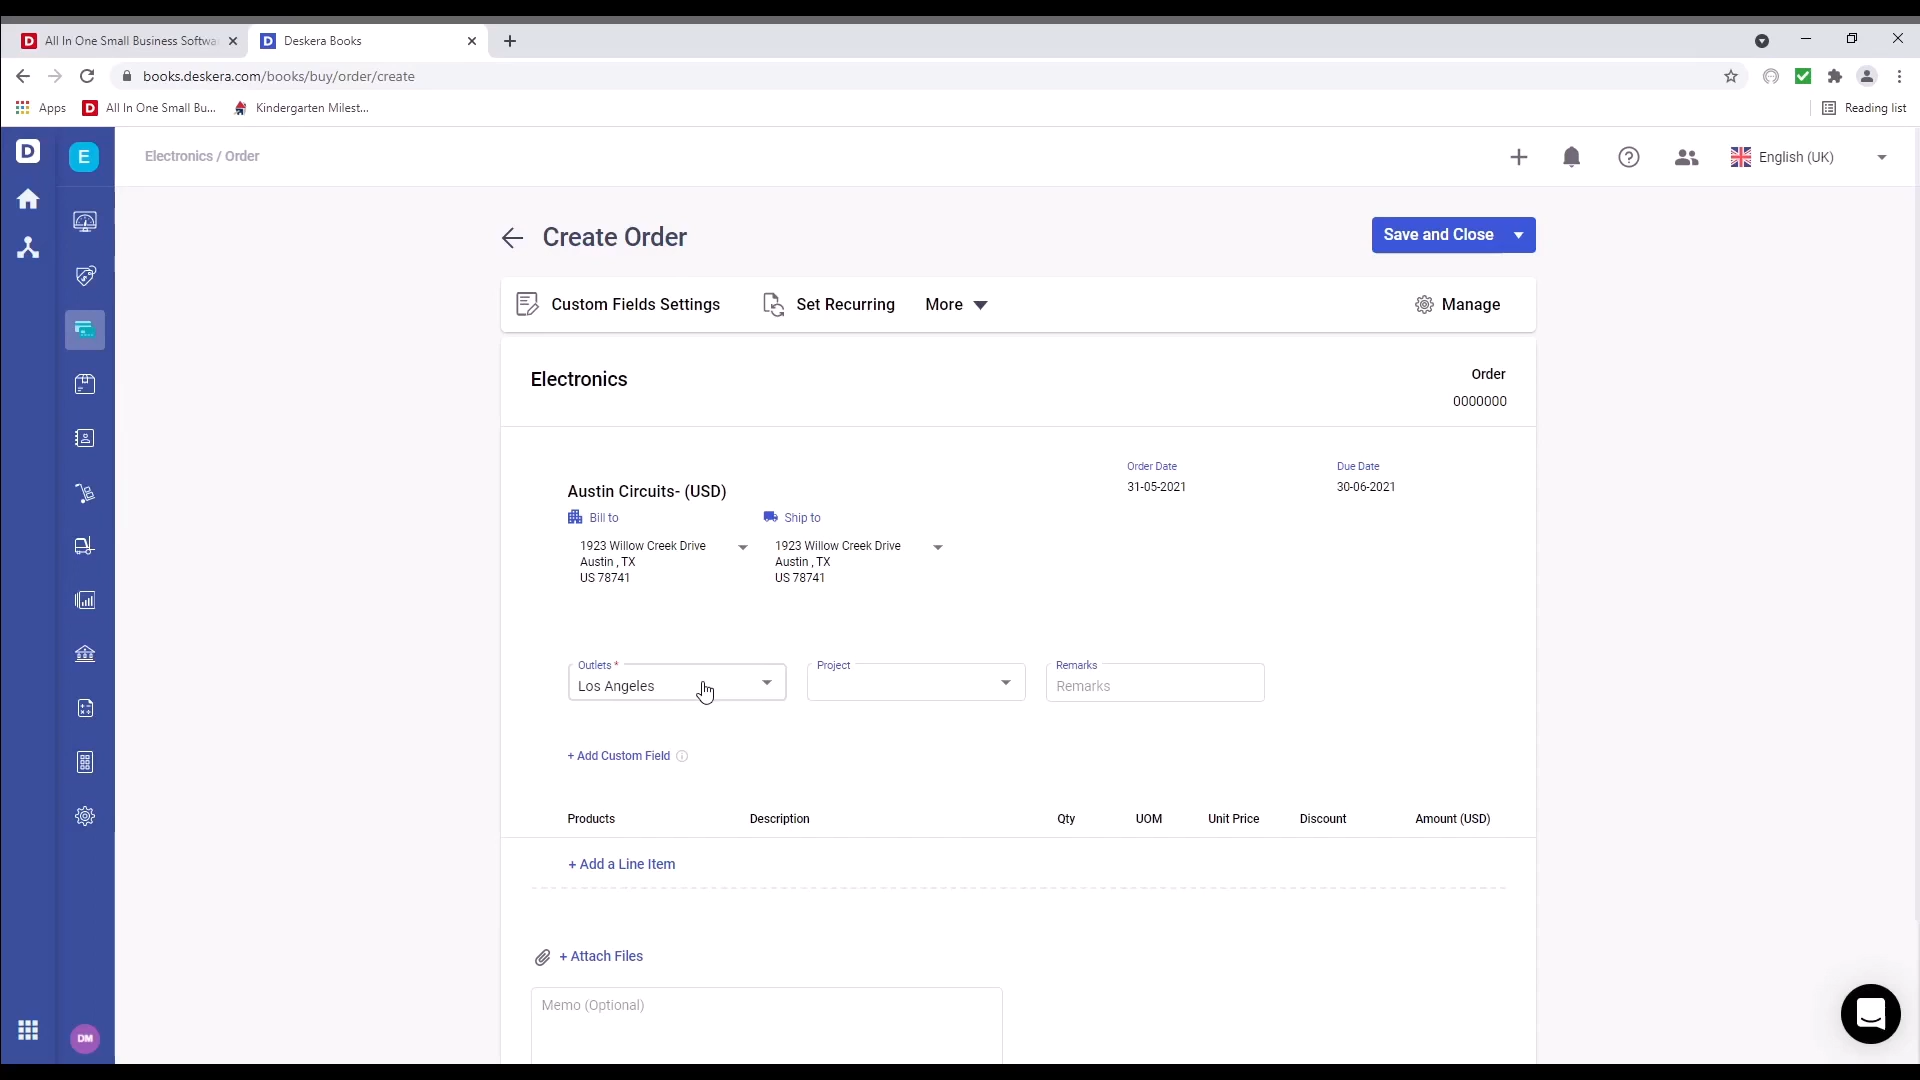 All In One Small Business Softwa
Deskera Books
books.deskera.com/books/buy/order/create
Apps
All In One Small Bu...
Kindergarten Milest...
Reading list
D
E
Electronics / Order
English (UK)
Create Order
Save and Close
Custom Fields Settings
Set Recurring
More
Manage
Electronics
Order
0000000
Order Date
Due Date
31-05-2021
30-06-2021
Austin Circuits- (USD)
Bill to
Ship to
1923 Willow Creek Drive
Austin , TX
US 78741
1923 Willow Creek Drive
Austin , TX
US 78741
Outlets *
Los Angeles
Project
Remarks
Remarks
+ Add Custom Field
Products
Description
Qty
UOM
Unit Price
Discount
Amount (USD)
+ Add a Line Item
+ Attach Files
Memo (Optional)
DM